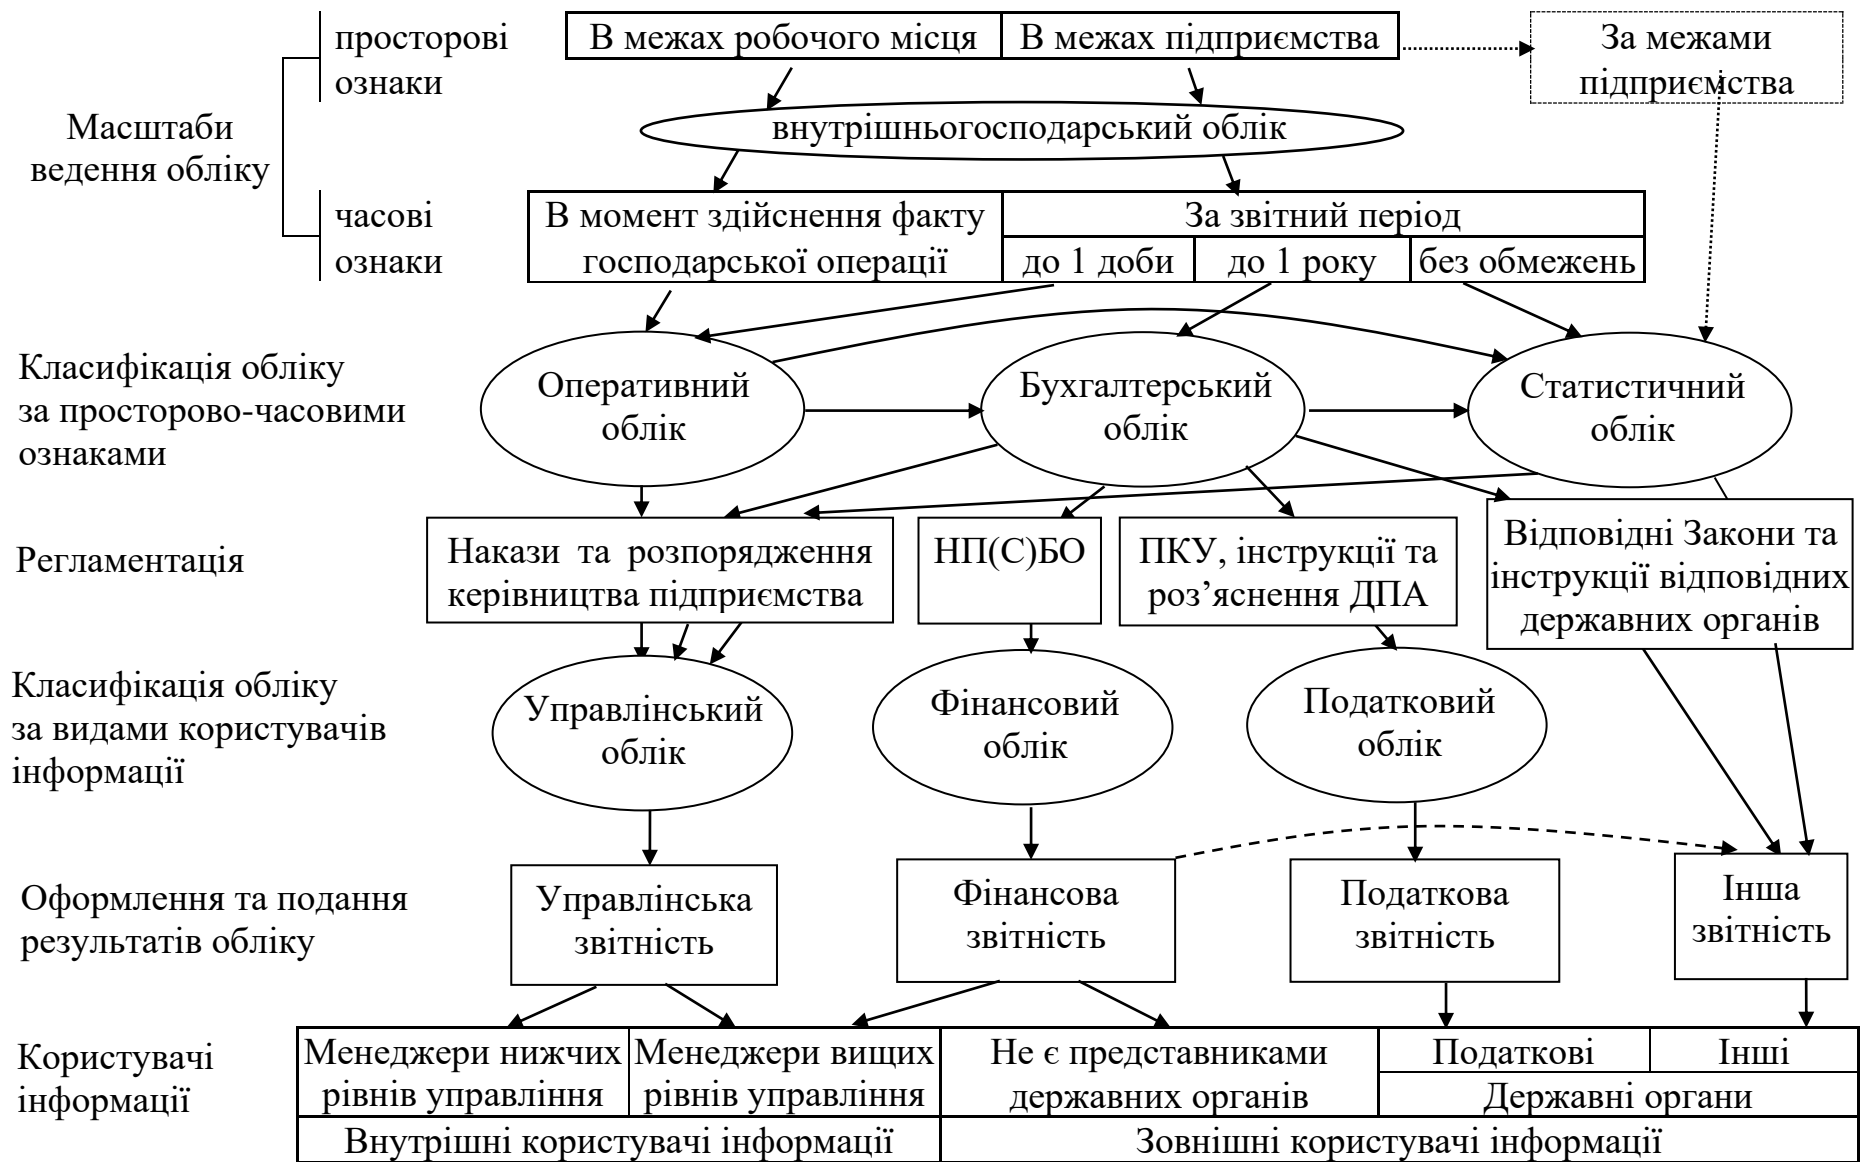 просторові
ознаки
В межах робочого місця
В межах підприємства
За межами
підприємства
Масштаби
ведення обліку
внутрішньогосподарський облік
часові
ознаки
В момент здійснення факту
господарської операції
За звітний період
до 1 доби
до 1 року
без обмежень
Класифікація обліку
за просторово-часовими
ознаками
Оперативний
облік
Бухгалтерський
облік
Статистичний
облік
Регламентація
Накази та розпорядження
керівництва підприємства
НП(С)БО
ПКУ, інструкції та
роз’яснення ДПА
Відповідні Закони та
інструкції відповідних
державних органів
Класифікація обліку
за видами користувачів
інформації
Управлінський
облік
Фінансовий
облік
Податковий
облік
Оформлення та подання
результатів обліку
Управлінська
звітність
Фінансова
звітність
Податкова
звітність
Інша
звітність
Користувачі
інформації
Менеджери нижчих
рівнів управління
Менеджери вищих
рівнів управління
Не є представниками
державних органів
Податкові
Інші
Державні органи
Внутрішні користувачі інформації
Зовнішні користувачі інформації